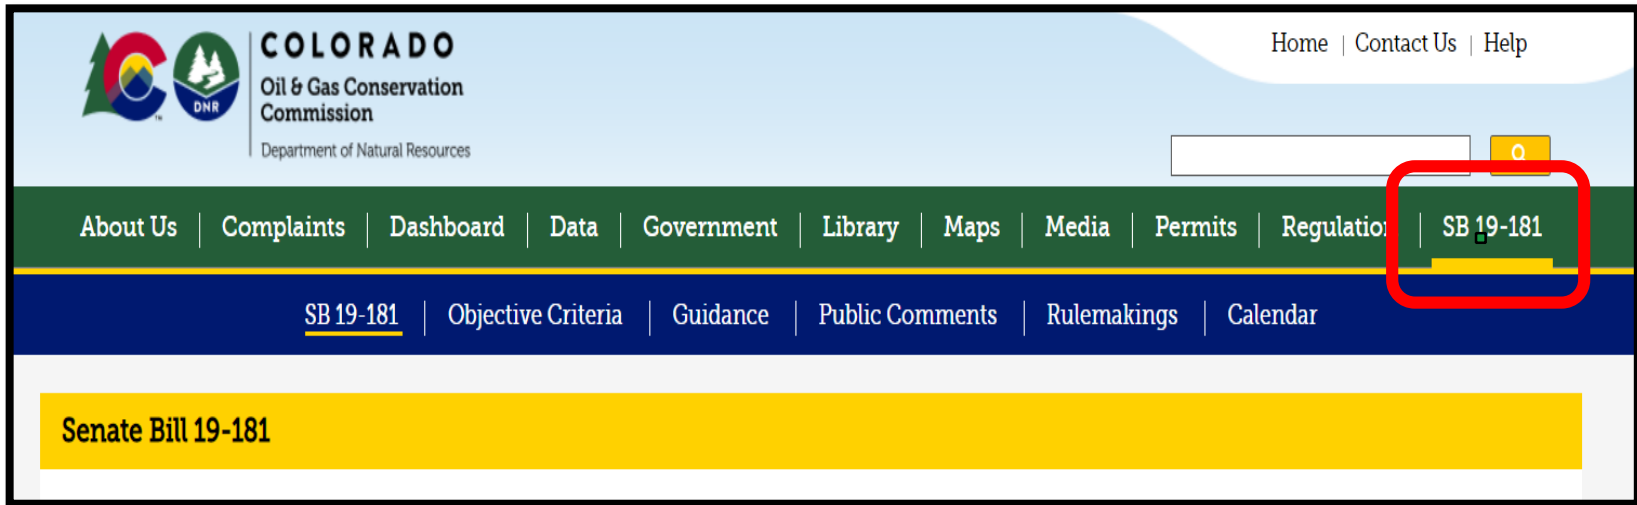 COLORADO
Oil & Gas Conservation
Commission
Department of Natural Resources
DNR
TM
Home | Contact Us | Help
About Us | Complaints | Dashboard | Data | Government | Library | Maps | Media | Permits | Regulation | SB 19-181
SB 19-181 | Objective Criteria | Guidance | Public Comments | Rulemakings | Calendar
Senate Bill 19-181